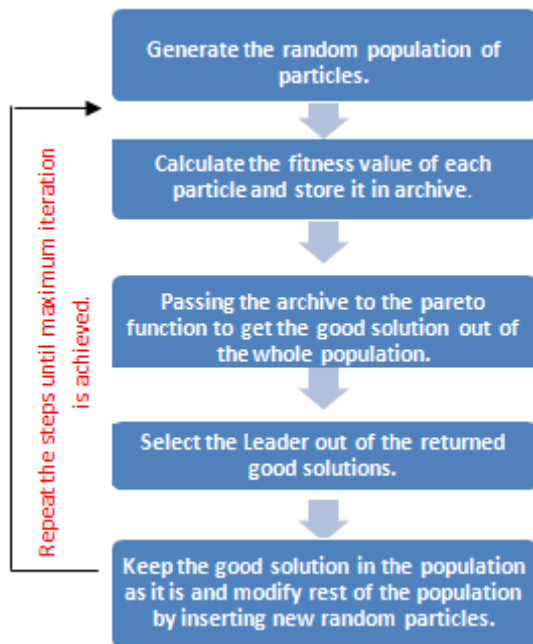 Generate the random population of
particles.
Calculate the fitness value of each
particle and store it in archive.
Passing the archive to the pareto
function to get the good solution out of
the whole population.
Select the Leader out of the returned
good solutions.
Keep the good solution in the population
as it is and modify rest of the population
by inserting new random particles.
Repeat the steps until maximum iteration
is achieved.